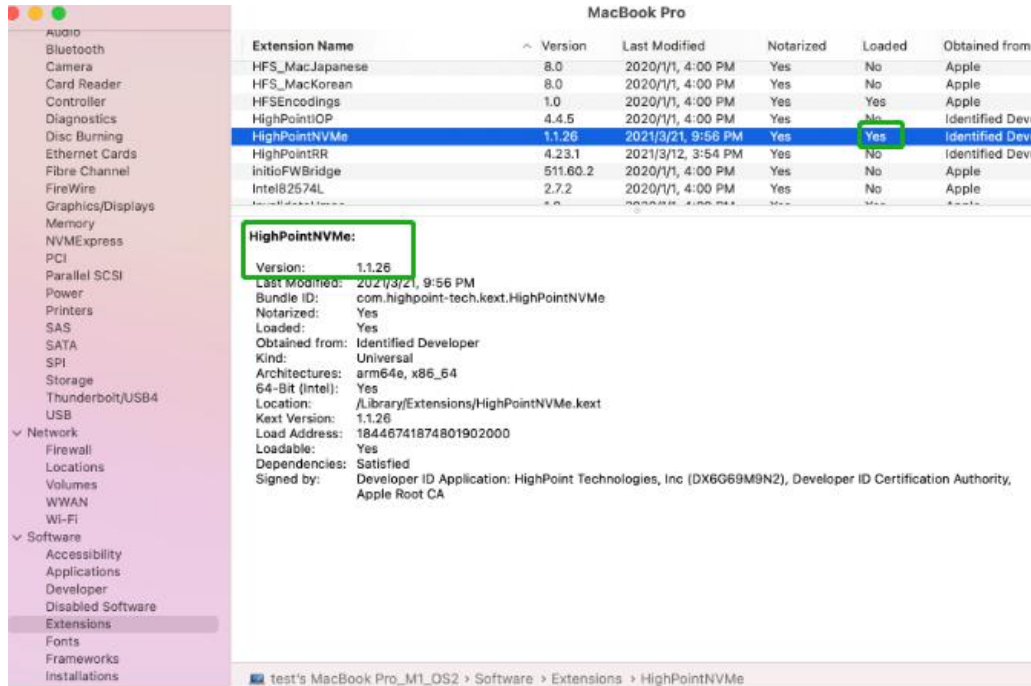 MacBook Pro
Audio
Bluetooth
Camera
Card Reader
Controller
Diagnostics
Disc Burning
Ethernet Cards
Fibre Channel
FireWire
Graphics/Displays
Memory
NVMExpress
PCI
Parallel SCSI
Power
Printers
SAS
SATA
SPI
Storage
Thunderbolt/USB4
USB
Network
Firewall
Locations
Volumes
WWAN
Wi-Fi
Software
Accessibility
Applications
Developer
Disabled Software
Extensions
Fonts
Frameworks
Installations
Extension Name Version Last Modified Notarized Loaded Obtained from
HFS_MacJapanese 8.0 2020/1/1, 4:00 PM Yes No Apple
HFS_MacKorean 8.0 2020/1/1, 4:00 PM Yes No Apple
HFSEncodings 1.0 2020/1/1, 4:00 PM Yes Yes Apple
HighPointIOP 4.4.5 2020/1/1, 4:00 PM Yes No Identified Deve
HighPointNVMe 1.1.26 2021/3/21, 9:56 PM Yes Yes Identified Deve
HighPointRR 4.23.1 2021/3/12, 3:54 PM Yes No Identified Deve
initioFWBridge 511.60.2 2020/1/1, 4:00 PM Yes No Apple
Intel82574L 2.7.2 2020/1/1, 4:00 PM Yes No Apple
HighPointNVMe:
Version: 1.1.26
Last Modified: 2021/3/21, 9:56 PM
Bundle ID: com.highpoint-tech.kext.HighPointNVMe
Notarized: Yes
Loaded: Yes
Obtained from: Identified Developer
Kind: Universal
Architectures: arm64e, x86_64
64-Bit (Intel): Yes
Location: /Library/Extensions/HighPointNVMe.kext
Kext Version: 1.1.26
Load Address: 18446741874801902000
Loadable: Yes
Dependencies: Satisfied
Signed by: Developer ID Application: HighPoint Technologies, Inc (DX6G69M9N2), Developer ID Certification Authority,
Apple Root CA
test's MacBook Pro_M1_OS2 › Software › Extensions › HighPointNVMe